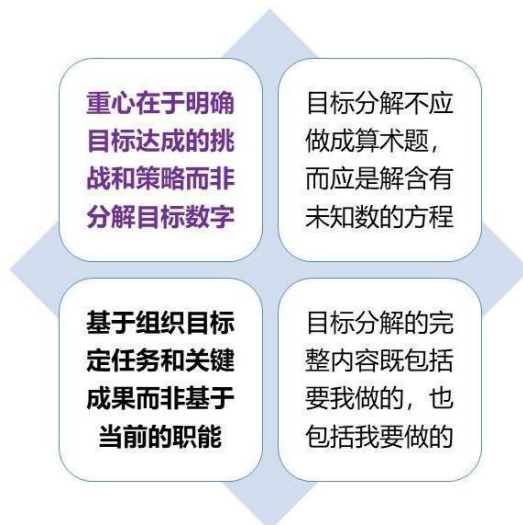 重心在于明确
目标达成的挑
战和策略而非
分解目标数字
目标分解不应
做成算术题，
而应是解含有
未知数的方程
基于组织目标
定任务和关键
成果而非基于
当前的职能
目标分解的完
整内容既包括
要我做的，也
包括我要做的